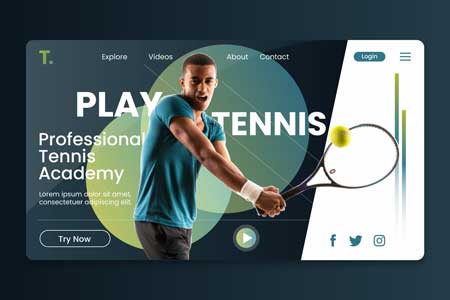 T.
Explore
Videos
About
Contact
Login
PLAY
TENNIS
Professional
Tennis
Academy
Lorem ipsum dolor sit amet,
consectetur adipiscing elit.
Try Now